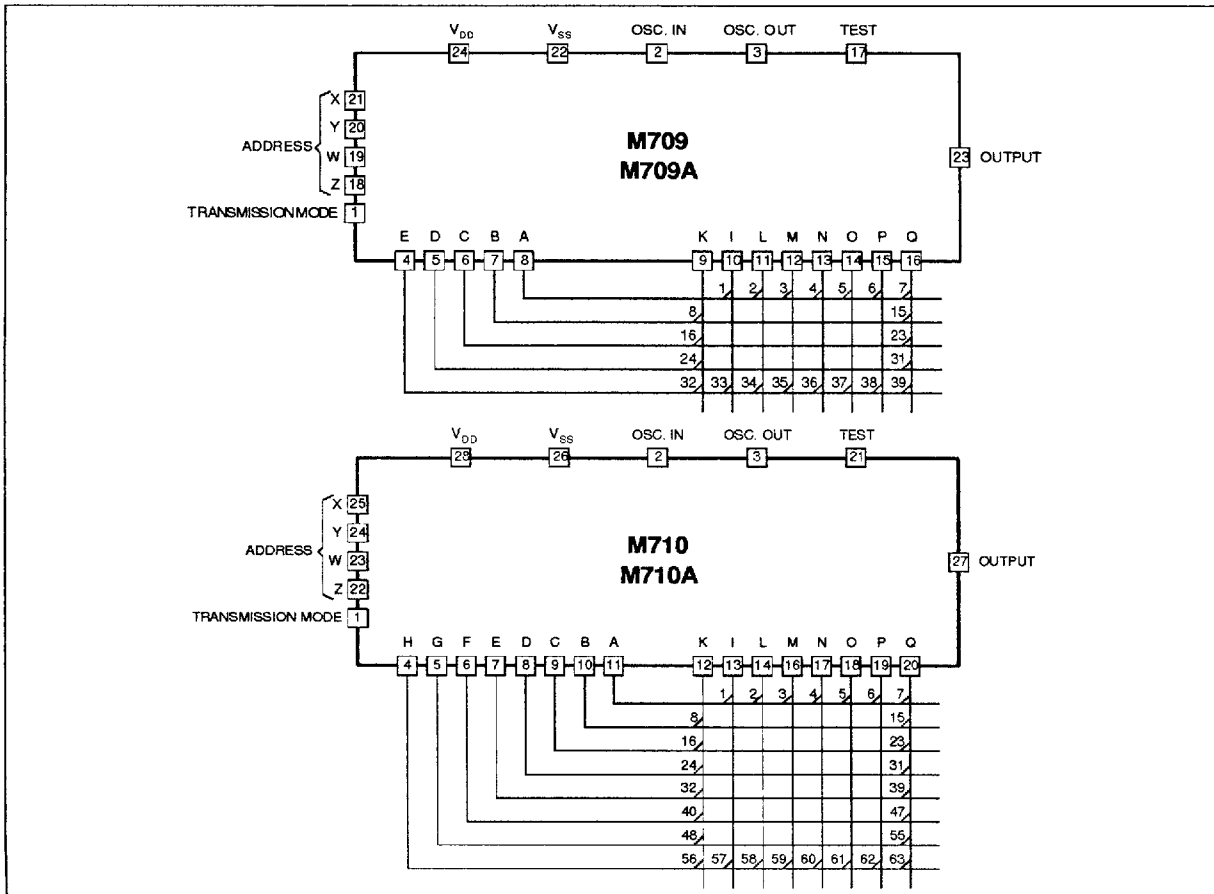 V_DD V_SS OSC. IN OSC. OUT TEST
24 22 2 3 17
X 21
Y 20
ADDRESS
W 19
Z 18
M709
M709A
23 OUTPUT
TRANSMISSION MODE 1
E D C B A K I L M N O P Q
4 5 6 7 8 9 10 11 12 13 14 15 16
1 2 3 4 5 6 7
8 15
16 23
24 31
32 33 34 35 36 37 38 39
V_DD V_SS OSC. IN OSC. OUT TEST
28 26 2 3 21
X 25
Y 24
ADDRESS
W 23
Z 22
M710
M710A
27 OUTPUT
TRANSMISSION MODE 1
H G F E D C B A K I L M N O P Q
4 5 6 7 8 9 10 11 12 13 14 16 17 18 19 20
1 2 3 4 5 6 7
8 15
16 23
24 31
32 39
40 47
48 55
56 57 58 59 60 61 62 63